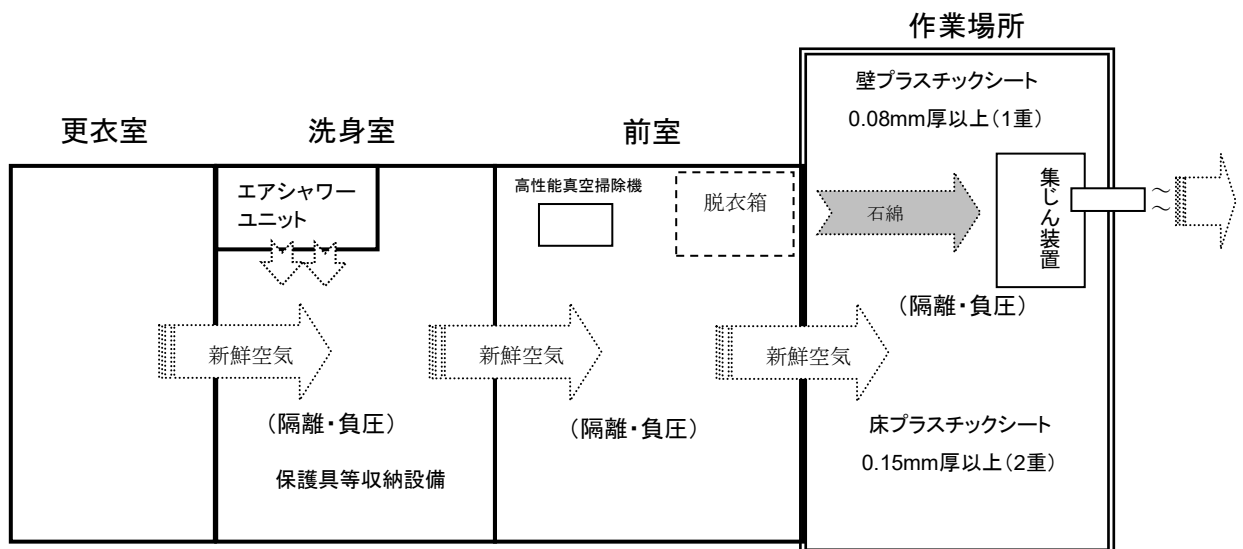 作業場所
更衣室
洗身室
前室
壁プラスチックシート
0.08mm厚以上(1重)
エアシャワー
ユニット
高性能真空掃除機
脱衣箱
石綿
集じん装置
～
～
(隔離・負圧)
新鮮空気
新鮮空気
新鮮空気
(隔離・負圧)
(隔離・負圧)
保護具等収納設備
床プラスチックシート
0.15mm厚以上(2重)